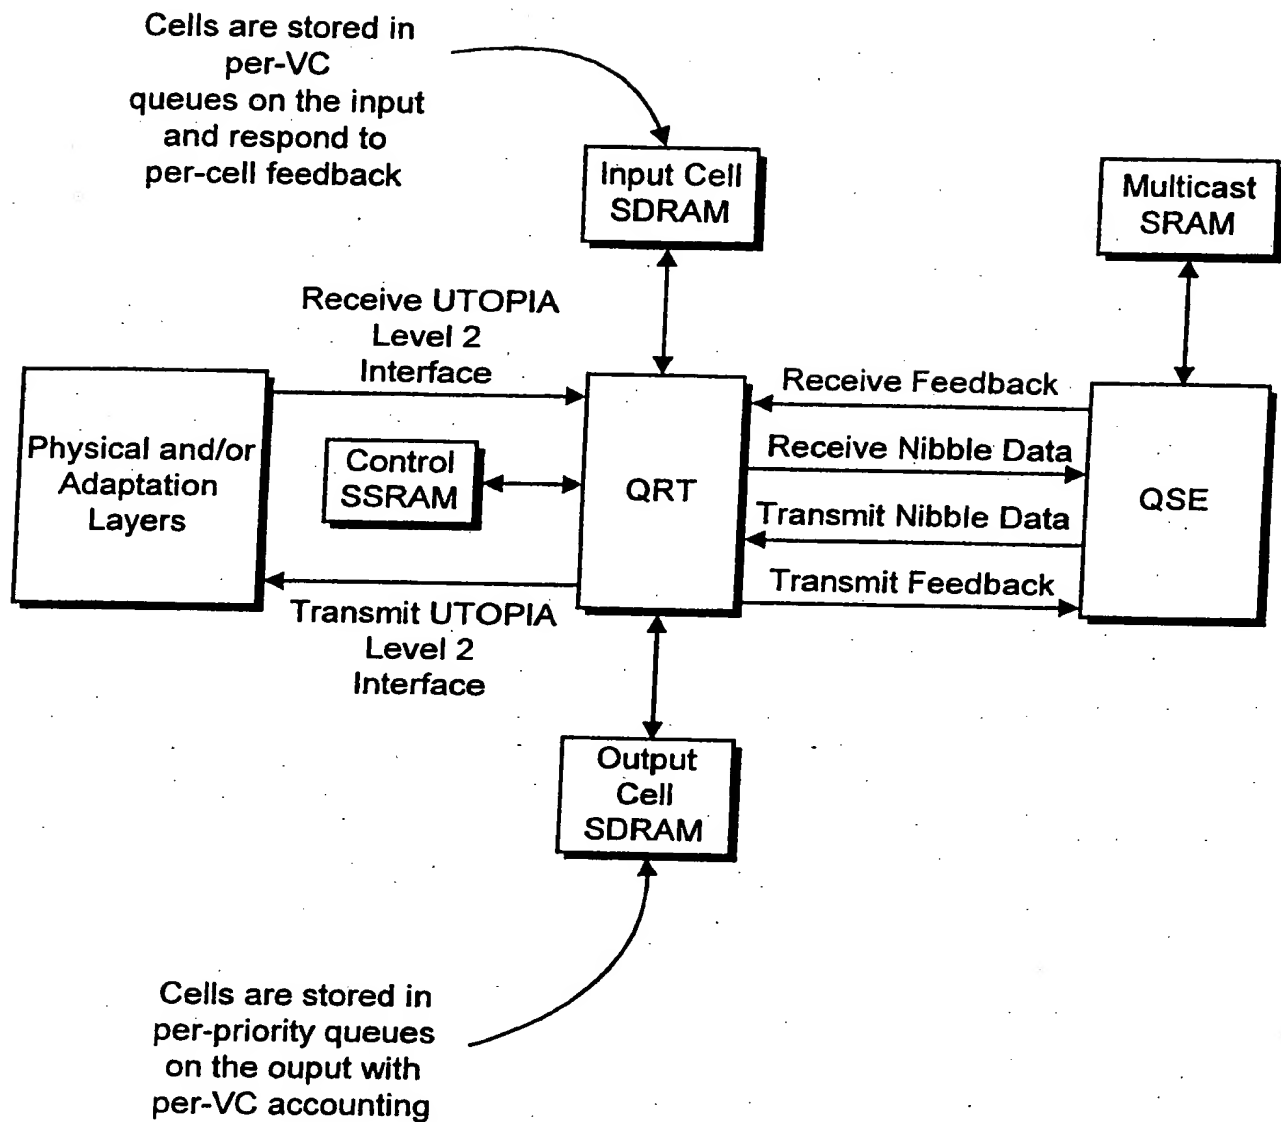 Cells are stored in
per-VC
queues on the input
and respond to
per-cell feedback
Input Cell
SDRAM
Multicast
SRAM
Receive UTOPIA
Level 2
Interface
Physical and/or
Adaptation
Layers
Control
SSRAM
QRT
Receive Feedback
Receive Nibble Data
Transmit Nibble Data
Transmit Feedback
QSE
Transmit UTOPIA
Level 2
Interface
Output
Cell
SDRAM
Cells are stored in
per-priority queues
on the ouput with
per-VC accounting